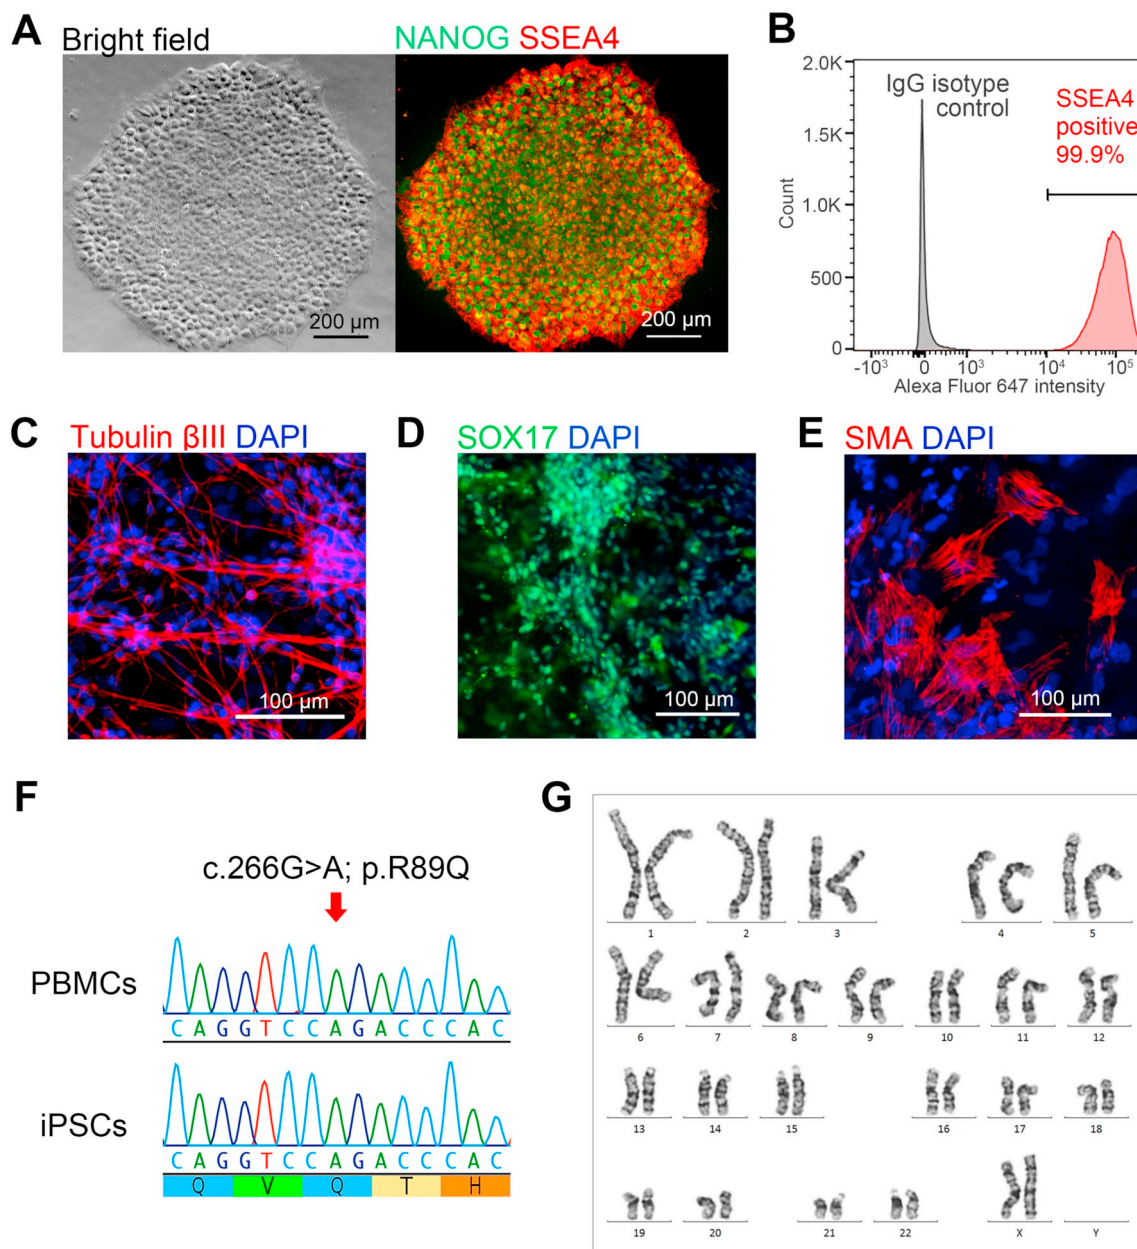 A
Bright field
NANOG SSEA4
200 µm
200 µm
B
2.0K
1.5K
1.0K
500
0
Count
IgG isotype
control
SSEA4
positive
99.9%
-10³ 0 10³ 10⁴ 10⁵
Alexa Fluor 647 intensity
C
Tubulin βIII DAPI
100 µm
D
SOX17 DAPI
100 µm
E
SMA DAPI
100 µm
F
c.266G>A; p.R89Q
PBMCs
C A G G T C C A G A C C C A C
iPSCs
C A G G T C C A G A C C C A C
Q V Q T H
G
1 2 3 4 5
6 7 8 9 10 11 12
13 14 15 16 17 18
19 20 21 22 X Y